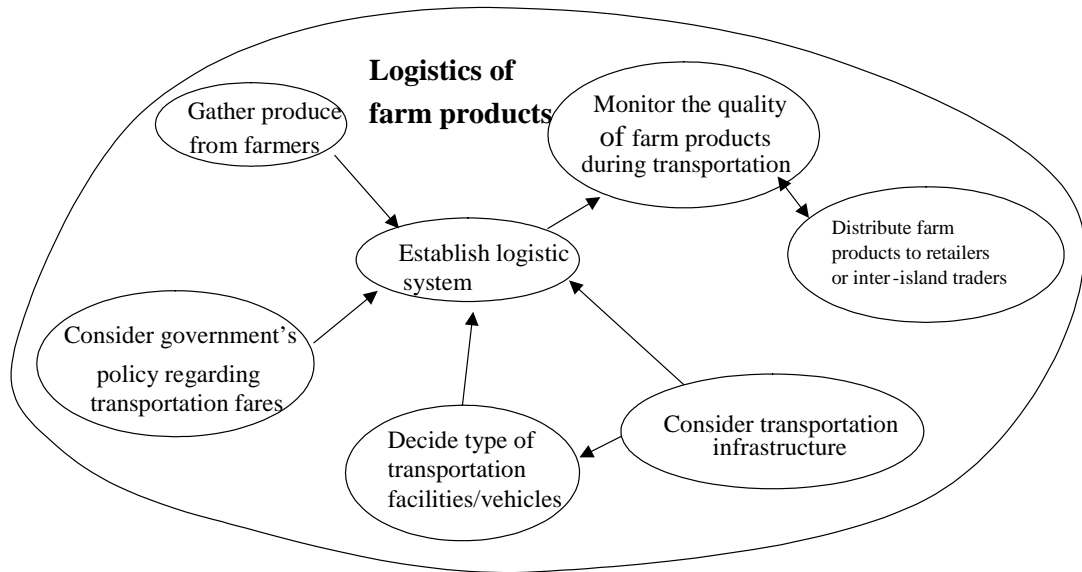 Logistics of
farm products
Gather produce
from farmers
Monitor the quality
of farm products
during transportation
Distribute farm
products to retailers
or inter-island traders
Establish logistic
system
Consider government’s
policy regarding
transportation fares
Decide type of
transportation
facilities/vehicles
Consider transportation
infrastructure